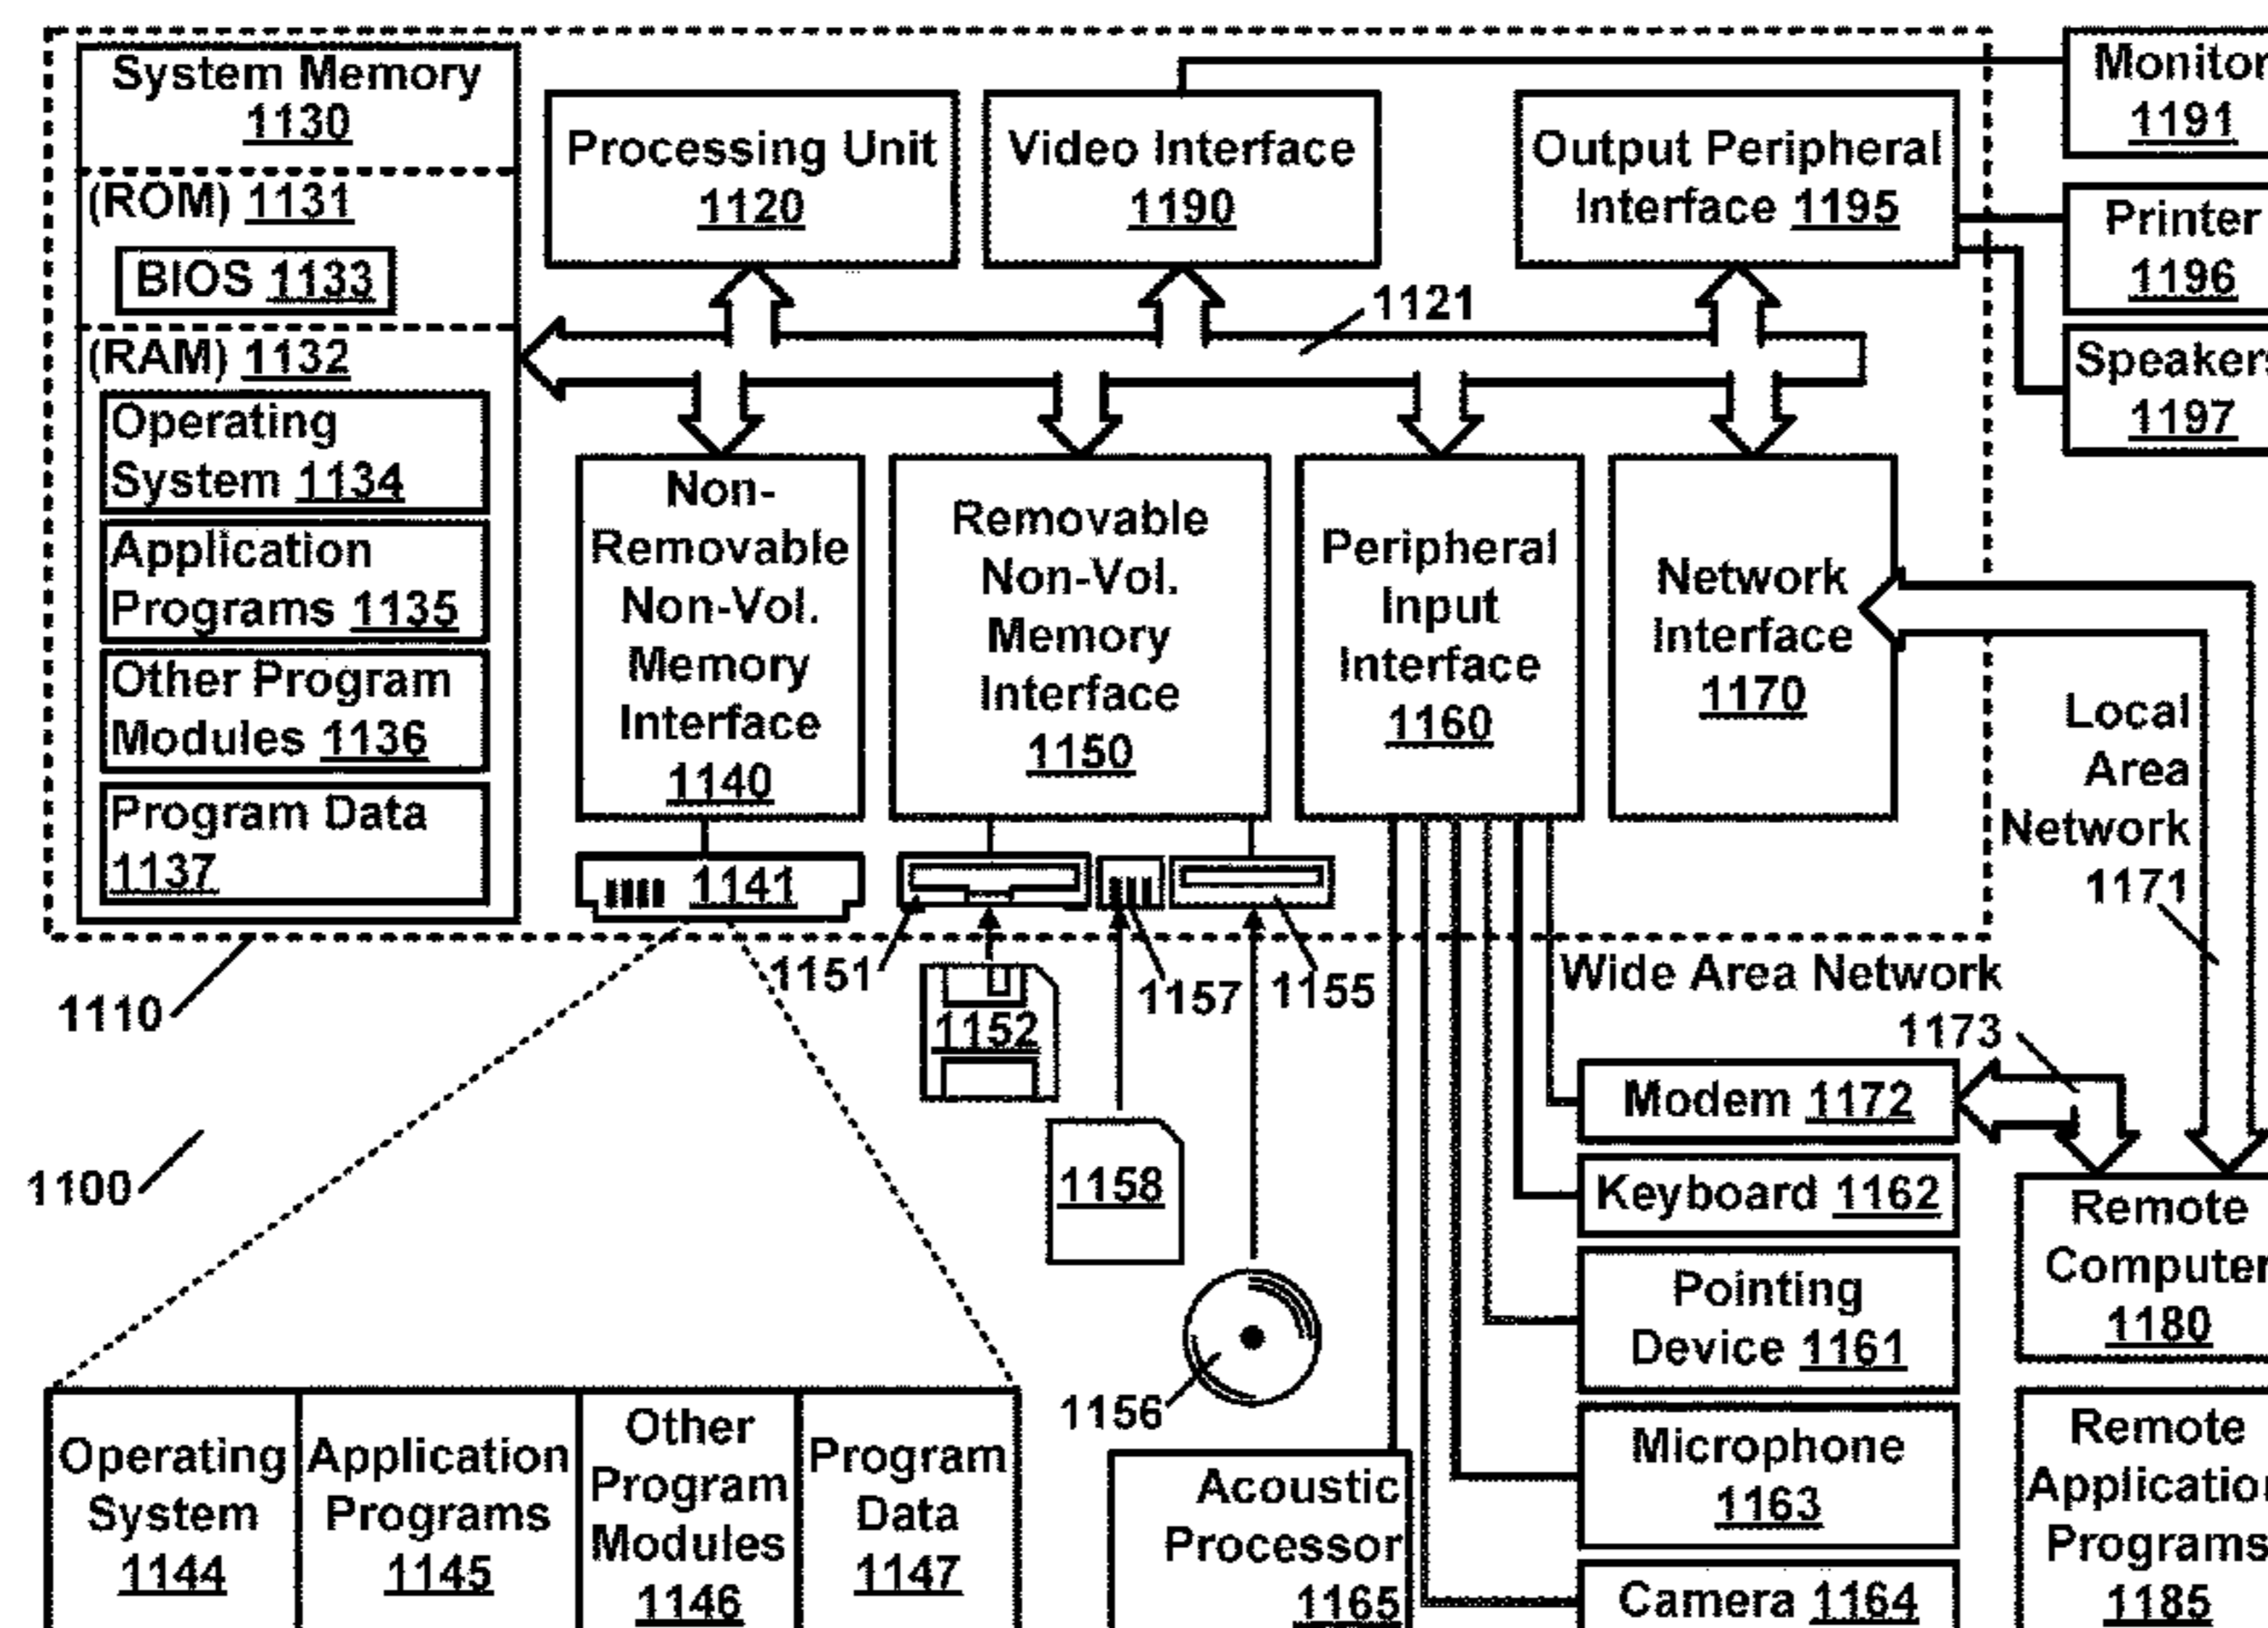 System Memory
1130
(ROM) 1131
BIOS 1133
(RAM) 1132
Operating
System 1134
Application
Programs 1135
Other Program
Modules 1136
Program Data
1137
Processing Unit
1120
Video Interface
1190
Output Peripheral
Interface 1195
Monitor
1191
Printer
1196
Speakers
1197
1121
Non-
Removable
Non-Vol.
Memory
Interface
1140
Removable
Non-Vol.
Memory
Interface
1150
Peripheral
Input
Interface
1160
Network
Interface
1170
Local
Area
Network
1171
1141
1151
1152
1157
1155
1158
1156
1110
1100
Wide Area Network
1173
Modem 1172
Keyboard 1162
Pointing
Device 1161
Microphone
1163
Camera 1164
Remote
Computer
1180
Remote
Application
Programs
1185
Operating
System
1144
Application
Programs
1145
Other
Program
Modules
1146
Program
Data
1147
Acoustic
Processor
1165